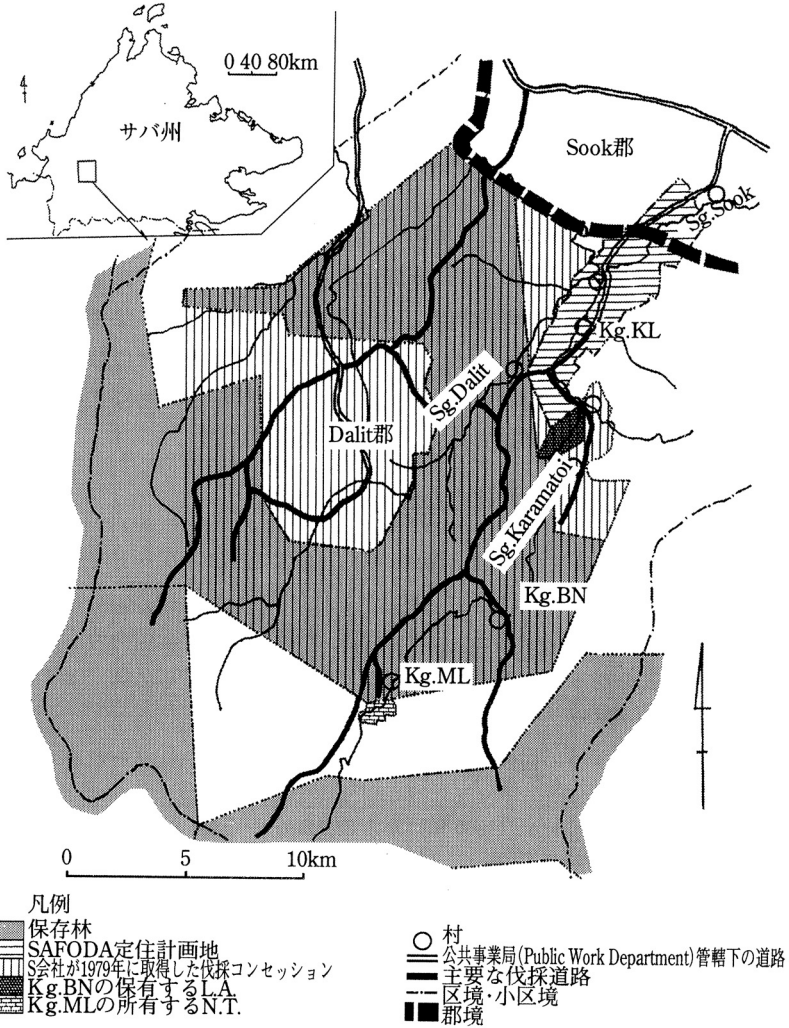 0 40 80km
サバ州
Sook郡
Sg.Sook
Kg.KL
Sg.Dalit
Dalit郡
Sg.Karamatoi
Kg.BN
Kg.ML
0 5 10km
凡例
保存林
SAFODA定住計画地
S会社が1979年に取得した伐採コンセッション
Kg.BNの保有するL.A.
Kg.MLの所有するN.T.
村
公共事業局(Public Work Department)管轄下の道路
主要な伐採道路
区境・小区境
郡境